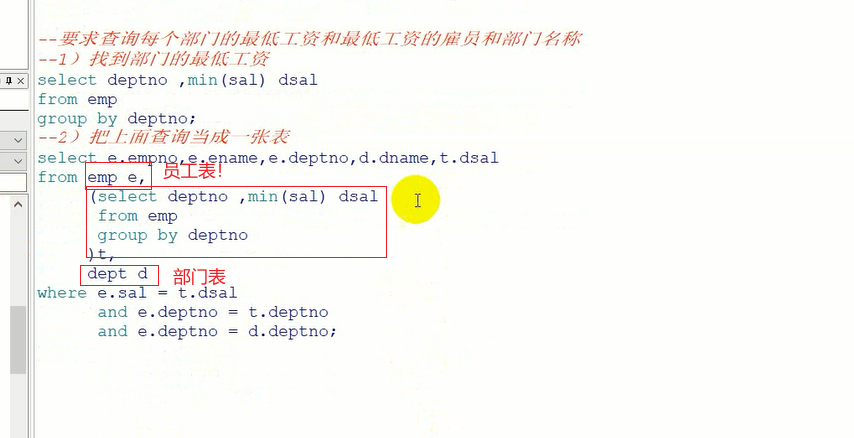 --要求查询每个部门的最低工资和最低工资的雇员和部门名称
--1）找到部门的最低工资
select deptno ,min(sal) dsal
from emp
group by deptno;
--2）把上面查询当成一张表
select e.empno,e.ename,e.deptno,d.dname,t.dsal
from emp e, 员工表！
(select deptno ,min(sal) dsal
from emp
group by deptno
)t,
dept d 部门表
where e.sal = t.dsal
and e.deptno = t.deptno
and e.deptno = d.deptno;